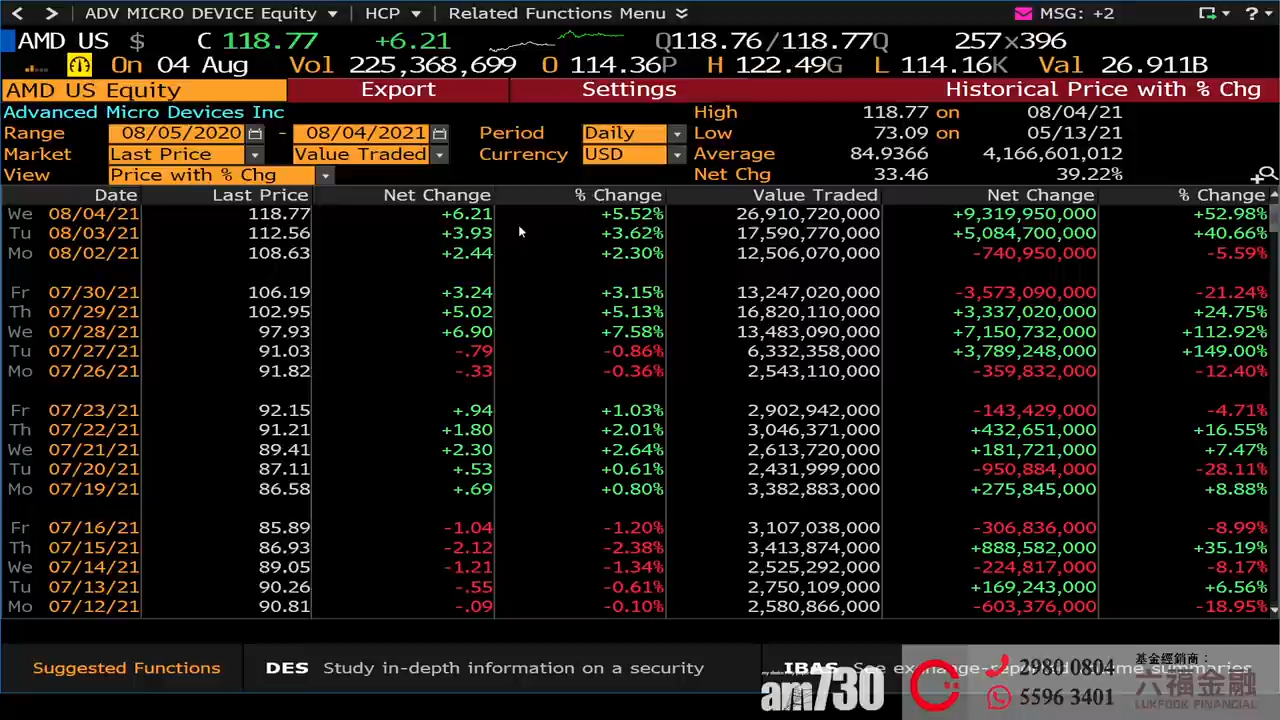 ADV MICRO DEVICE Equity HCP Related Functions Menu MSG: +2 ?
AMD US $ C 118.77 +6.21 Q118.76/118.77Q 257×396
On 04 Aug Vol 225,368,699 O 114.36P H 122.49G L 114.16K Val 26.911B
AMD US Equity Export Settings Historical Price with % Chg
Advanced Micro Devices Inc High 118.77 on 08/04/21
Range 08/05/2020 - 08/04/2021 Period Daily Low 73.09 on 05/13/21
Market Last Price Value Traded Currency USD Average 84.9366 4,166,601,012
View Price with % Chg Net Chg 33.46 39.22%
Date Last Price Net Change % Change Value Traded Net Change % Change
We 08/04/21 118.77 +6.21 +5.52% 26,910,720,000 +9,319,950,000 +52.98%
Tu 08/03/21 112.56 +3.93 +3.62% 17,590,770,000 +5,084,700,000 +40.66%
Mo 08/02/21 108.63 +2.44 +2.30% 12,506,070,000 -740,950,000 -5.59%
Fr 07/30/21 106.19 +3.24 +3.15% 13,247,020,000 -3,573,090,000 -21.24%
Th 07/29/21 102.95 +5.02 +5.13% 16,820,110,000 +3,337,020,000 +24.75%
We 07/28/21 97.93 +6.90 +7.58% 13,483,090,000 +7,150,732,000 +112.92%
Tu 07/27/21 91.03 -.79 -0.86% 6,332,358,000 +3,789,248,000 +149.00%
Mo 07/26/21 91.82 -.33 -0.36% 2,543,110,000 -359,832,000 -12.40%
Fr 07/23/21 92.15 +.94 +1.03% 2,902,942,000 -143,429,000 -4.71%
Th 07/22/21 91.21 +1.80 +2.01% 3,046,371,000 +432,651,000 +16.55%
We 07/21/21 89.41 +2.30 +2.64% 2,613,720,000 +181,721,000 +7.47%
Tu 07/20/21 87.11 +.53 +0.61% 2,431,999,000 -950,884,000 -28.11%
Mo 07/19/21 86.58 +.69 +0.80% 3,382,883,000 +275,845,000 +8.88%
Fr 07/16/21 85.89 -1.04 -1.20% 3,107,038,000 -306,836,000 -8.99%
Th 07/15/21 86.93 -2.12 -2.38% 3,413,874,000 +888,582,000 +35.19%
We 07/14/21 89.05 -1.21 -1.34% 2,525,292,000 -224,817,000 -8.17%
Tu 07/13/21 90.26 -.55 -0.61% 2,750,109,000 +169,243,000 +6.56%
Mo 07/12/21 90.81 -.09 -0.10% 2,580,866,000 -603,376,000 -18.95%
Suggested Functions DES Study in-depth information on a security IBAS See summaries
am730
2980 0804
5596 3401
基金經銷商：
六福金融
LUKFOOK FINANCIAL